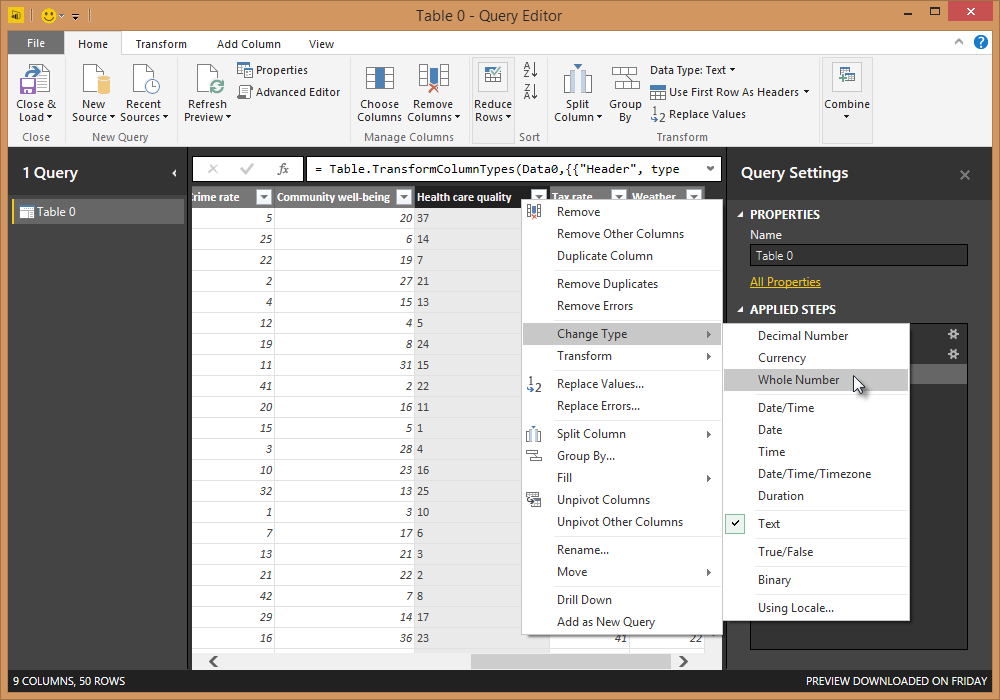 Table 0 - Query Editor
File
Home
Transform
Add Column
View
Close & Load
New Source
Recent Sources
Refresh Preview
Properties
Advanced Editor
Choose Columns
Remove Columns
Reduce Rows
Split Column
Group By
Data Type: Text
Use First Row As Headers
Replace Values
Combine
Close
New Query
Manage Columns
Sort
Transform
1 Query
Table 0
fx
= Table.TransformColumnTypes(Data0,{{"Header", type
rime rate
Community well-being
Health care quality
Tax rate
Weather
5 20 37
25 6 14
22 19 7
2 27 21
4 15 13
12 4 5
19 8 24
11 31 15
41 2 22
20 16 11
15 5 1
3 28 4
10 23 16
32 13 25
1 3 10
7 17 6
13 21 3
21 22 2
42 7 8
29 14 17
16 36 23 41 22
Remove
Remove Other Columns
Duplicate Column
Remove Duplicates
Remove Errors
Change Type
Transform
Replace Values...
Replace Errors...
Split Column
Group By...
Fill
Unpivot Columns
Unpivot Other Columns
Rename...
Move
Drill Down
Add as New Query
Decimal Number
Currency
Whole Number
Date/Time
Date
Time
Date/Time/Timezone
Duration
Text
True/False
Binary
Using Locale...
Query Settings
PROPERTIES
Name
Table 0
All Properties
APPLIED STEPS
9 COLUMNS, 50 ROWS
PREVIEW DOWNLOADED ON FRIDAY